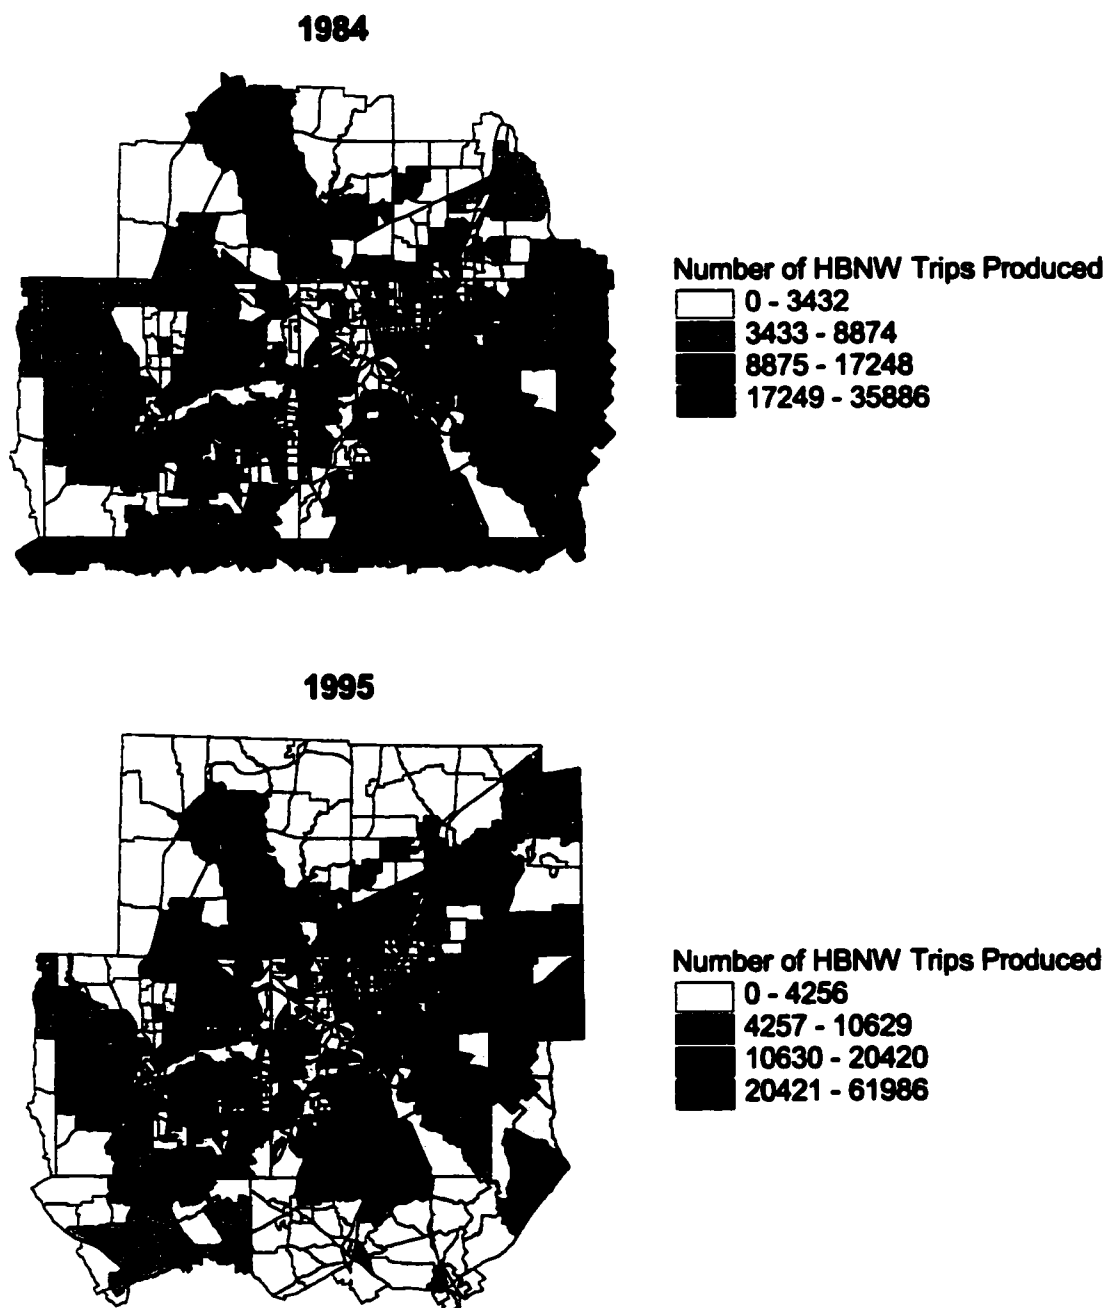 1984
Number of HBNW Trips Produced
0 - 3432
3433 - 8874
8875 - 17248
17249 - 35886
1995
Number of HBNW Trips Produced
0 - 4256
4257 - 10629
10630 - 20420
20421 - 61986